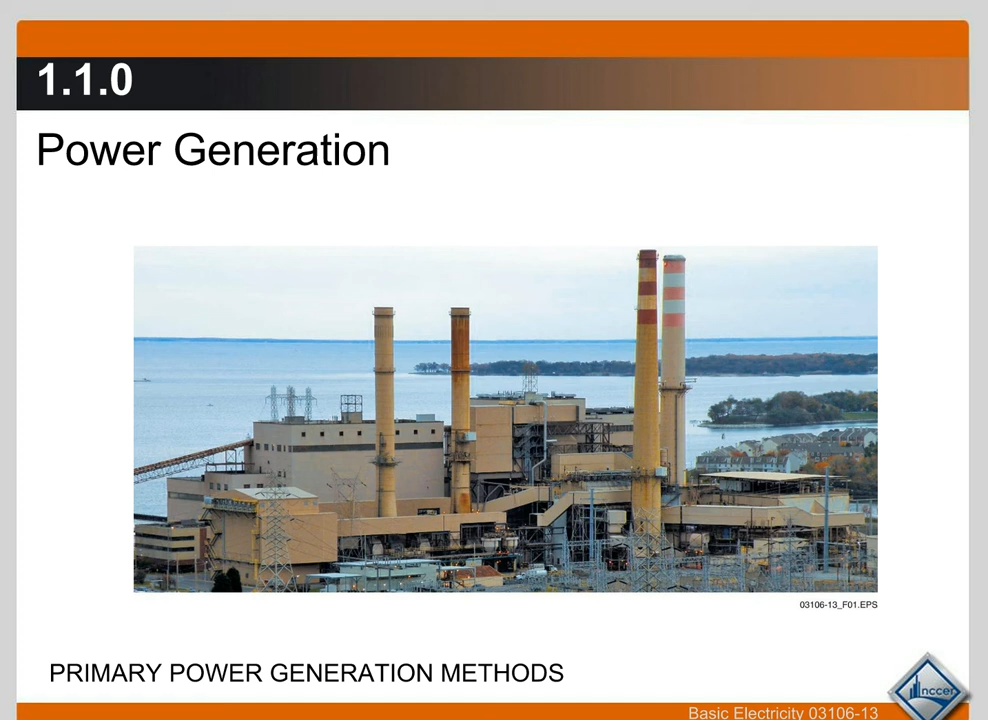 1.1.0
Power Generation
03106-13_F01.EPS
PRIMARY POWER GENERATION METHODS
nccer
Basic Electricity 03106-13